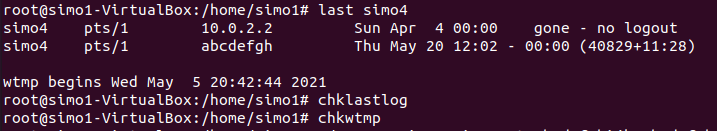 root@simo1-VirtualBox:/home/simo1# last simo4
simo4 pts/1 10.0.2.2 Sun Apr 4 00:00 gone - no logout
simo4 pts/1 abcdefgh Thu May 20 12:02 - 00:00 (40829+11:28)
wtmp begins Wed May 5 20:42:44 2021
root@simo1-VirtualBox:/home/simo1# chklastlog
root@simo1-VirtualBox:/home/simo1# chkwtmp